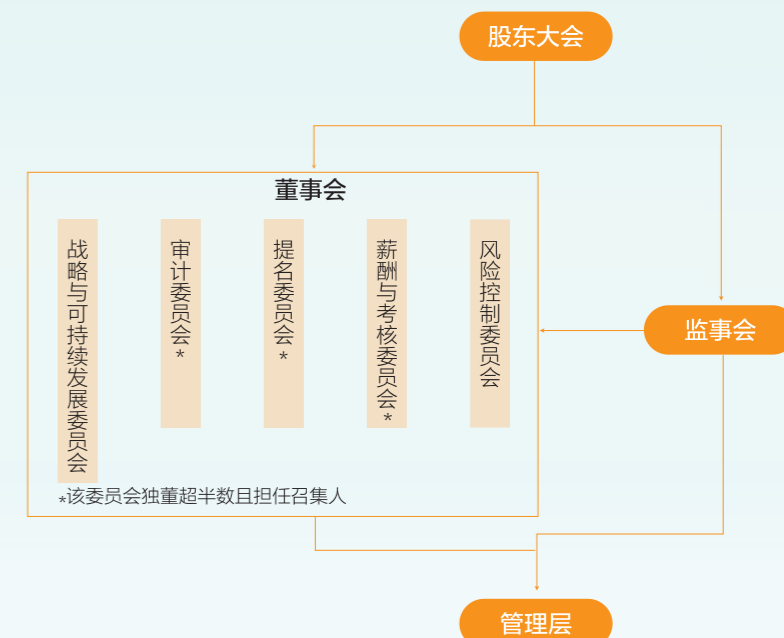 股东大会
董事会
战略与可持续发展委员会
审计委员会*
提名委员会*
薪酬与考核委员会*
风险控制委员会
监事会
*该委员会独董超半数且担任召集人
管理层